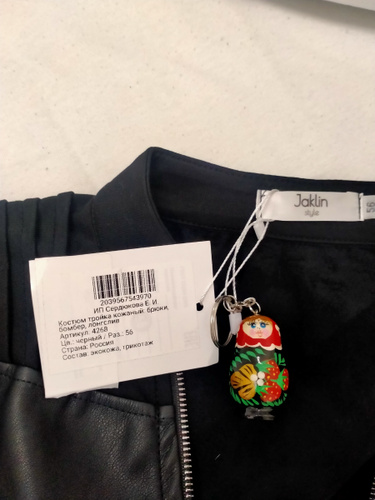 Jaklin
style
2039567543970
ИП Сердюкова Е. И.
Костюм тройка кожаный: брюки,
бомбер, лонгслив
Артикул: 4268
Цв.: черный / Раз.: 56
Страна: Россия
Состав: экокожа, трикотаж